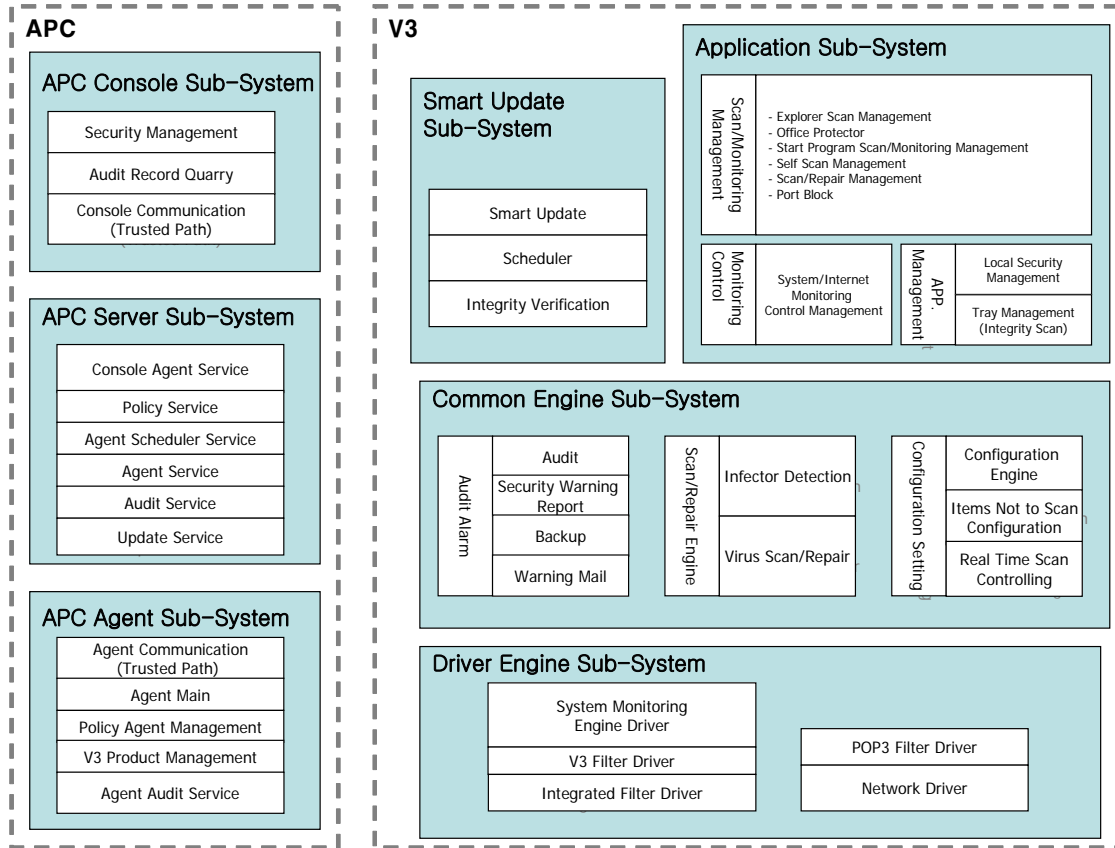 APC
APC Console Sub-System
Security Management
Audit Record Quarry
Console Communication
(Trusted Path)
APC Server Sub-System
Console Agent Service
Policy Service
Agent Scheduler Service
Agent Service
Audit Service
Update Service
APC Agent Sub-System
Agent Communication
(Trusted Path)
Agent Main
Policy Agent Management
V3 Product Management
Agent Audit Service
V3
Smart Update
Sub-System
Smart Update
Scheduler
Integrity Verification
Application Sub-System
Scan/Monitoring
Management
- Explorer Scan Management
- Office Protector
- Start Program Scan/Monitoring Management
- Self Scan Management
- Scan/Repair Management
- Port Block
Monitoring
Control
System/Internet
Monitoring
Control Management
APP.
Management
Local Security
Management
Tray Management
(Integrity Scan)
Common Engine Sub-System
Audit Alarm
Audit
Security Warning
Report
Backup
Warning Mail
Scan/Repair Engine
Infector Detection
Virus Scan/Repair
Configuration Setting
Configuration
Engine
Items Not to Scan
Configuration
Real Time Scan
Controlling
Driver Engine Sub-System
System Monitoring
Engine Driver
V3 Filter Driver
Integrated Filter Driver
POP3 Filter Driver
Network Driver